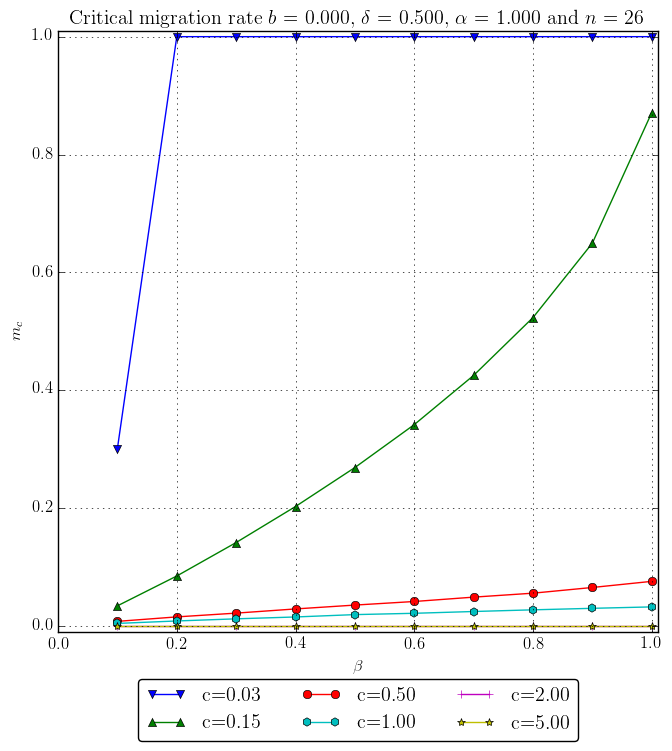 Critical migration rate b = 0.000, δ = 0.500, α = 1.000 and n = 26
1.0
0.8
0.6
0.4
0.2
0.0
m_c
0.0 0.2 0.4 0.6 0.8 1.0
β
c=0.03 c=0.50 c=2.00
c=0.15 c=1.00 c=5.00